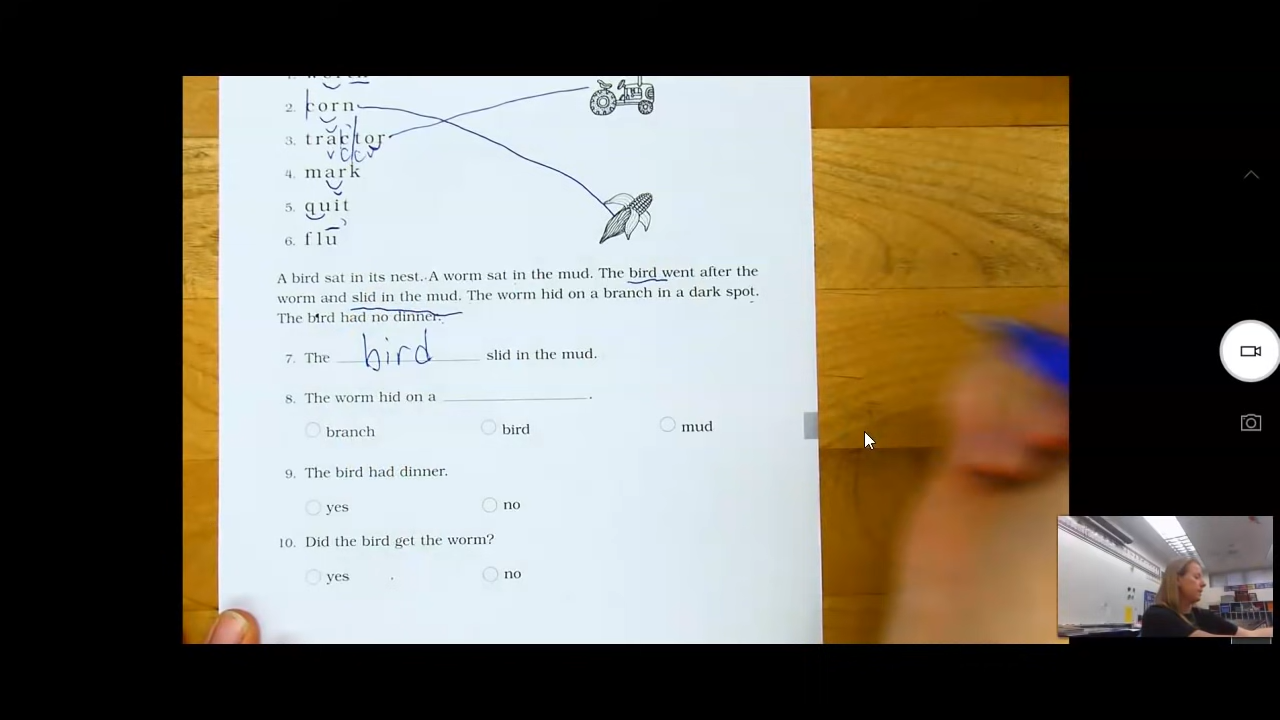 2. corn
3. tractor
v c c v
4. mark
5. quit
6. flu
A bird sat in its nest. A worm sat in the mud. The bird went after the
worm and slid in the mud. The worm hid on a branch in a dark spot.
The bird had no dinner.
7. The bird slid in the mud.
8. The worm hid on a ____________.
branch bird mud
9. The bird had dinner.
yes no
10. Did the bird get the worm?
yes no